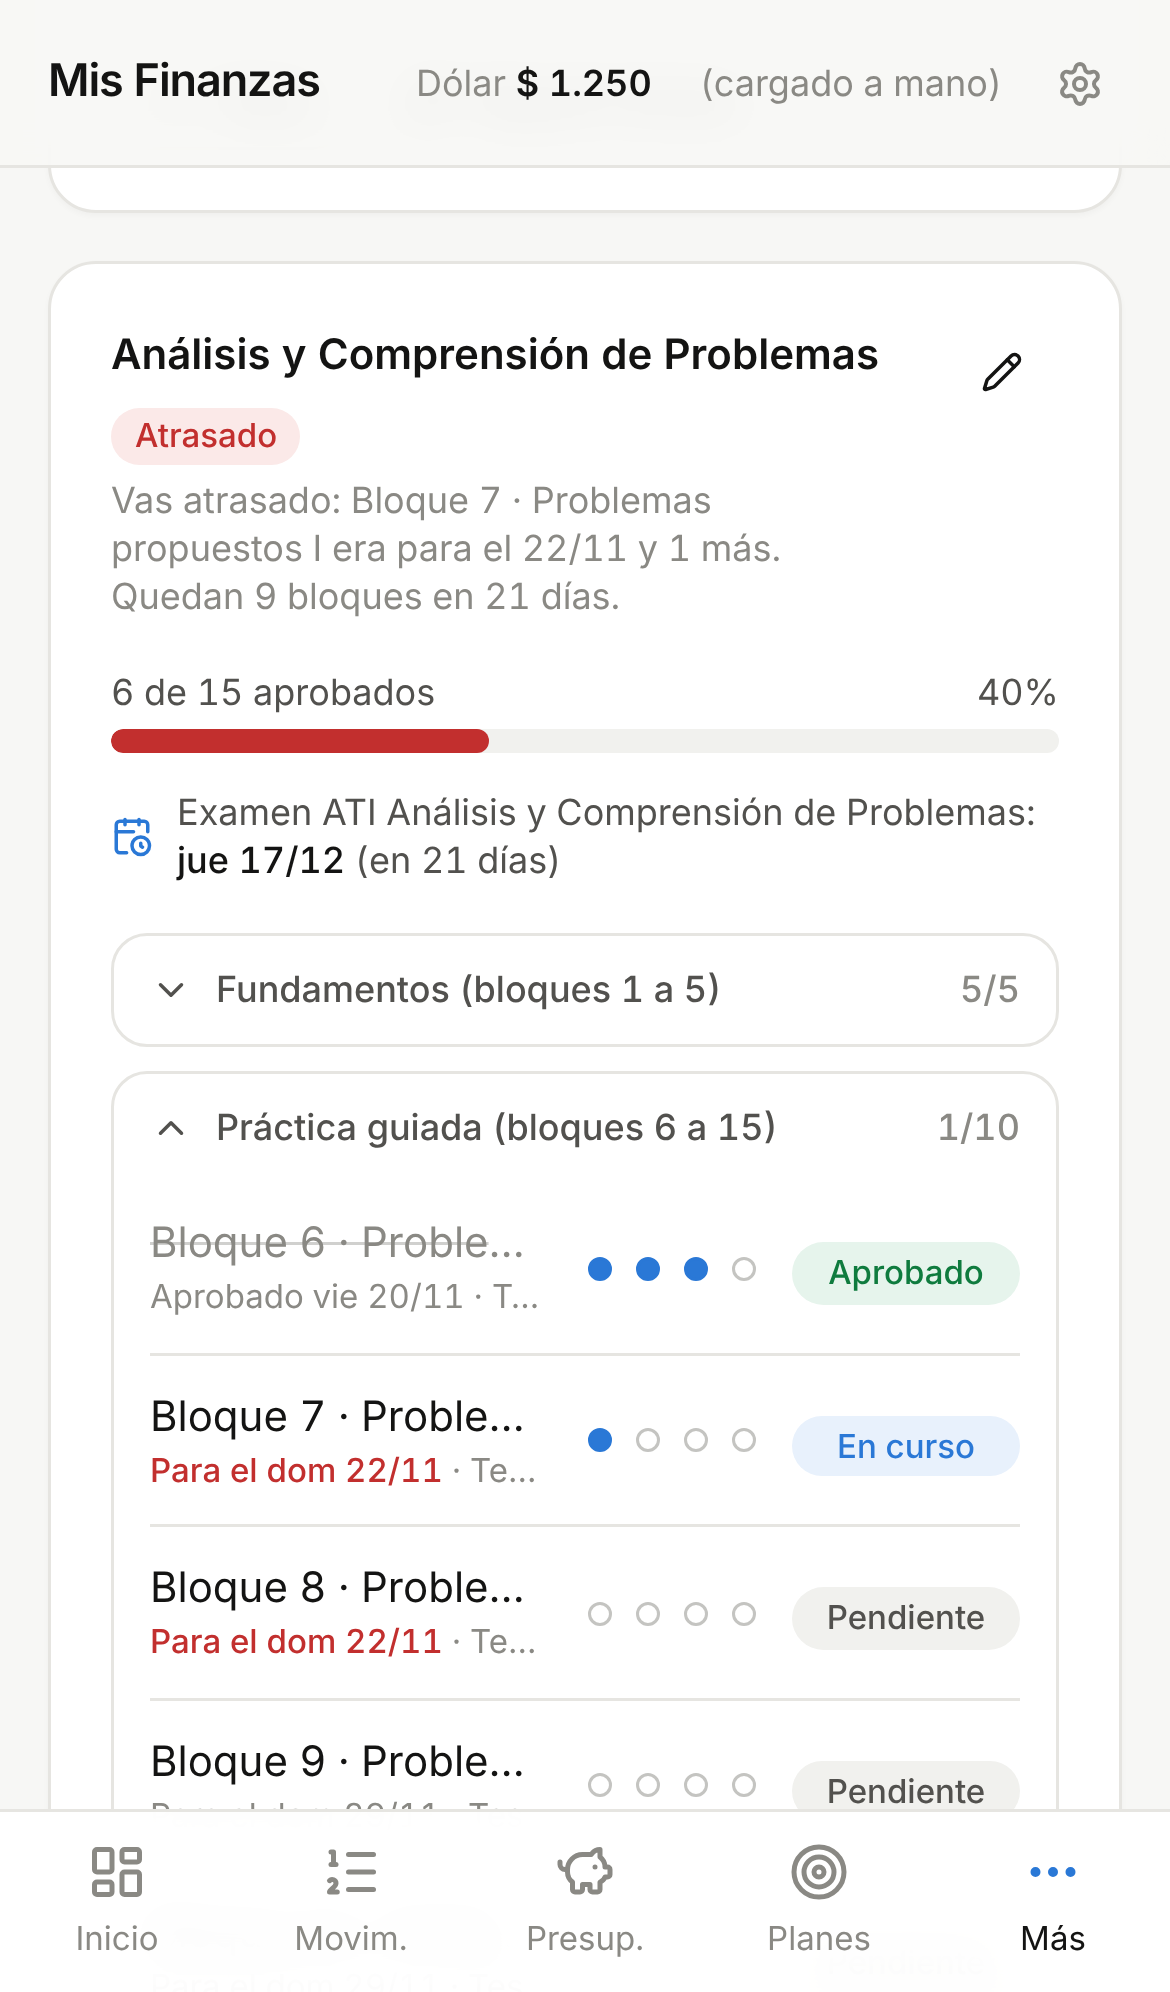 Mis Finanzas
Dólar $ 1.250 (cargado a mano)
Análisis y Comprensión de Problemas
Atrasado
Vas atrasado: Bloque 7 · Problemas
propuestos I era para el 22/11 y 1 más.
Quedan 9 bloques en 21 días.
6 de 15 aprobados 40%
Examen ATI Análisis y Comprensión de Problemas:
jue 17/12 (en 21 días)
Fundamentos (bloques 1 a 5) 5/5
Práctica guiada (bloques 6 a 15) 1/10
Bloque 6 · Proble...
Aprobado vie 20/11 · T...
Aprobado
Bloque 7 · Proble...
Para el dom 22/11 · Te...
En curso
Bloque 8 · Proble...
Para el dom 22/11 · Te...
Pendiente
Bloque 9 · Proble...
Pendiente
Inicio
Movim.
Presup.
Planes
Más